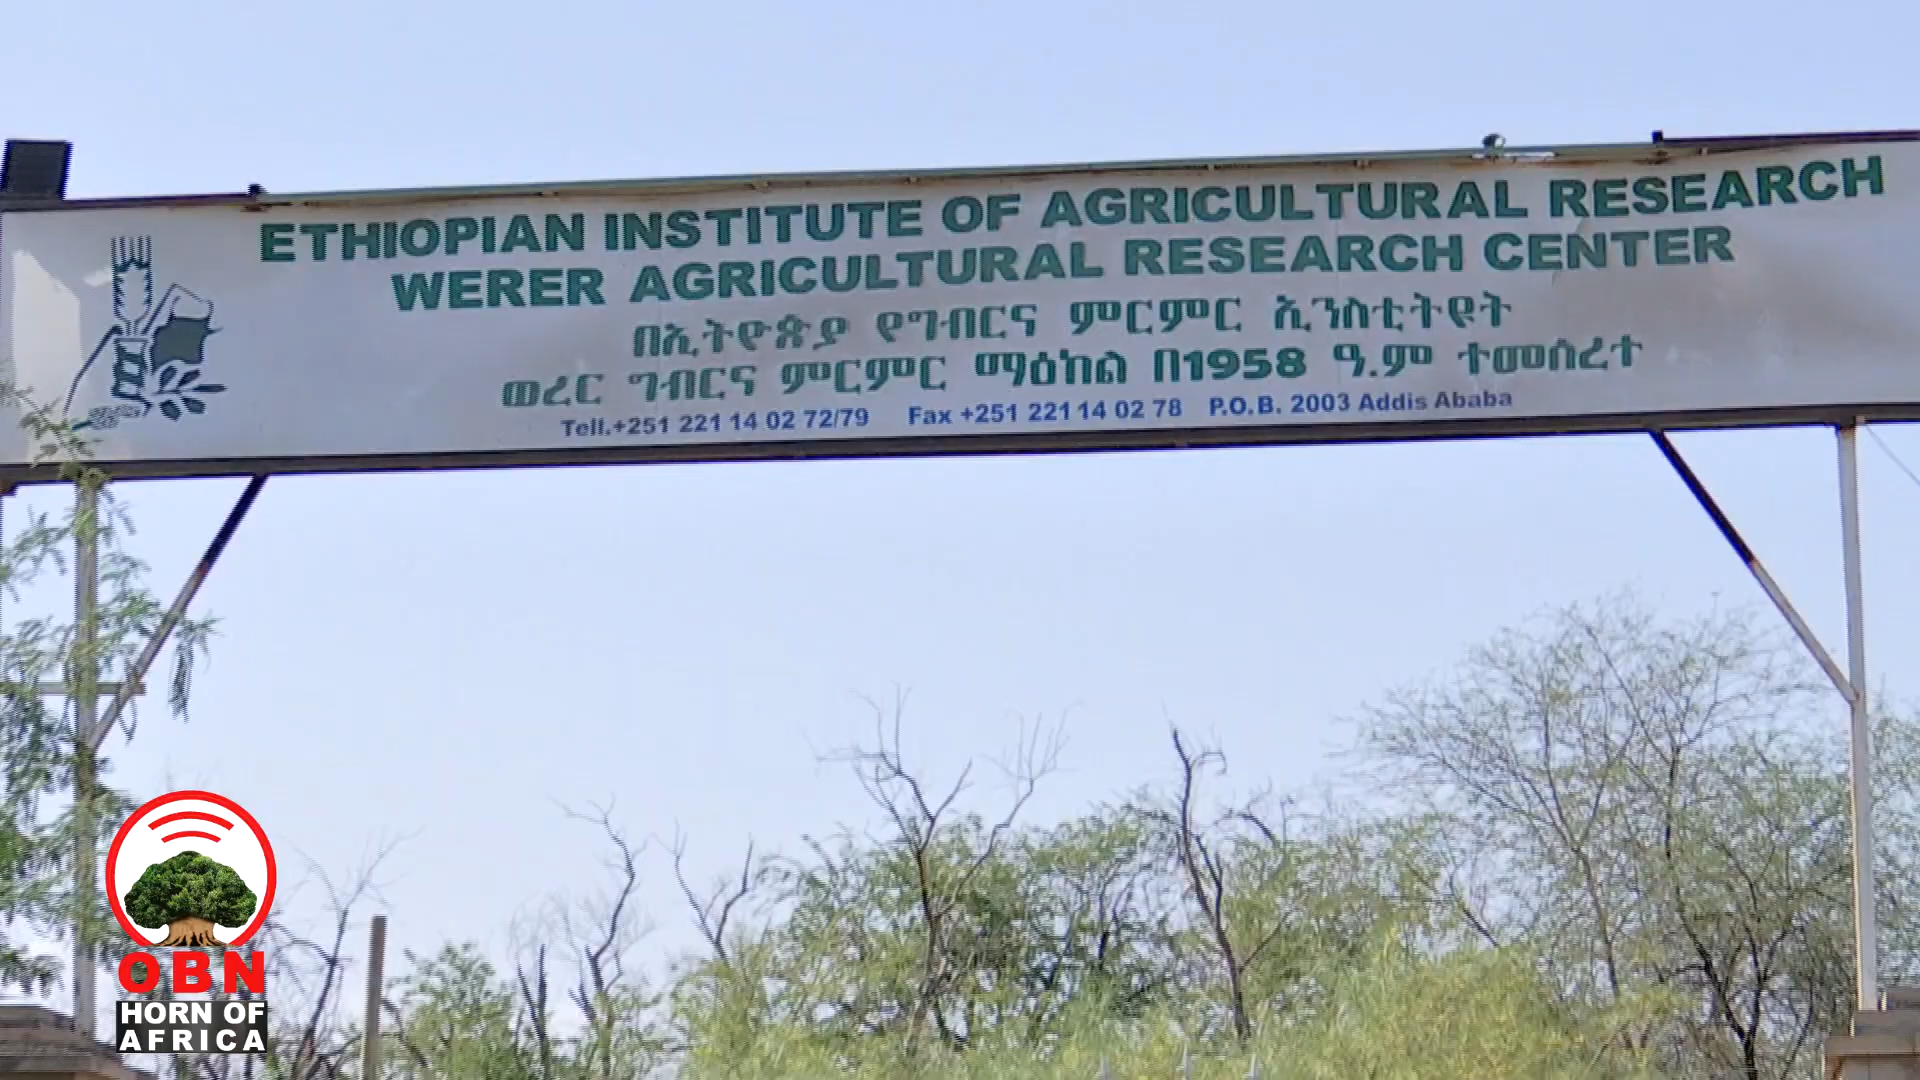 ETHIOPIAN INSTITUTE OF AGRICULTURAL RESEARCH
WERER AGRICULTURAL RESEARCH CENTER
በኢትዮጵያ የግብርና ምርምር ኢንስቲትዩት
ወረር ግብርና ምርምር ማዕከል በ1958 ዓ.ም ተመሰረተ
Tell.+251 221 14 02 72/79 Fax +251 221 14 02 78 P.O.B. 2003 Addis Ababa
OBN
HORN OF
AFRICA